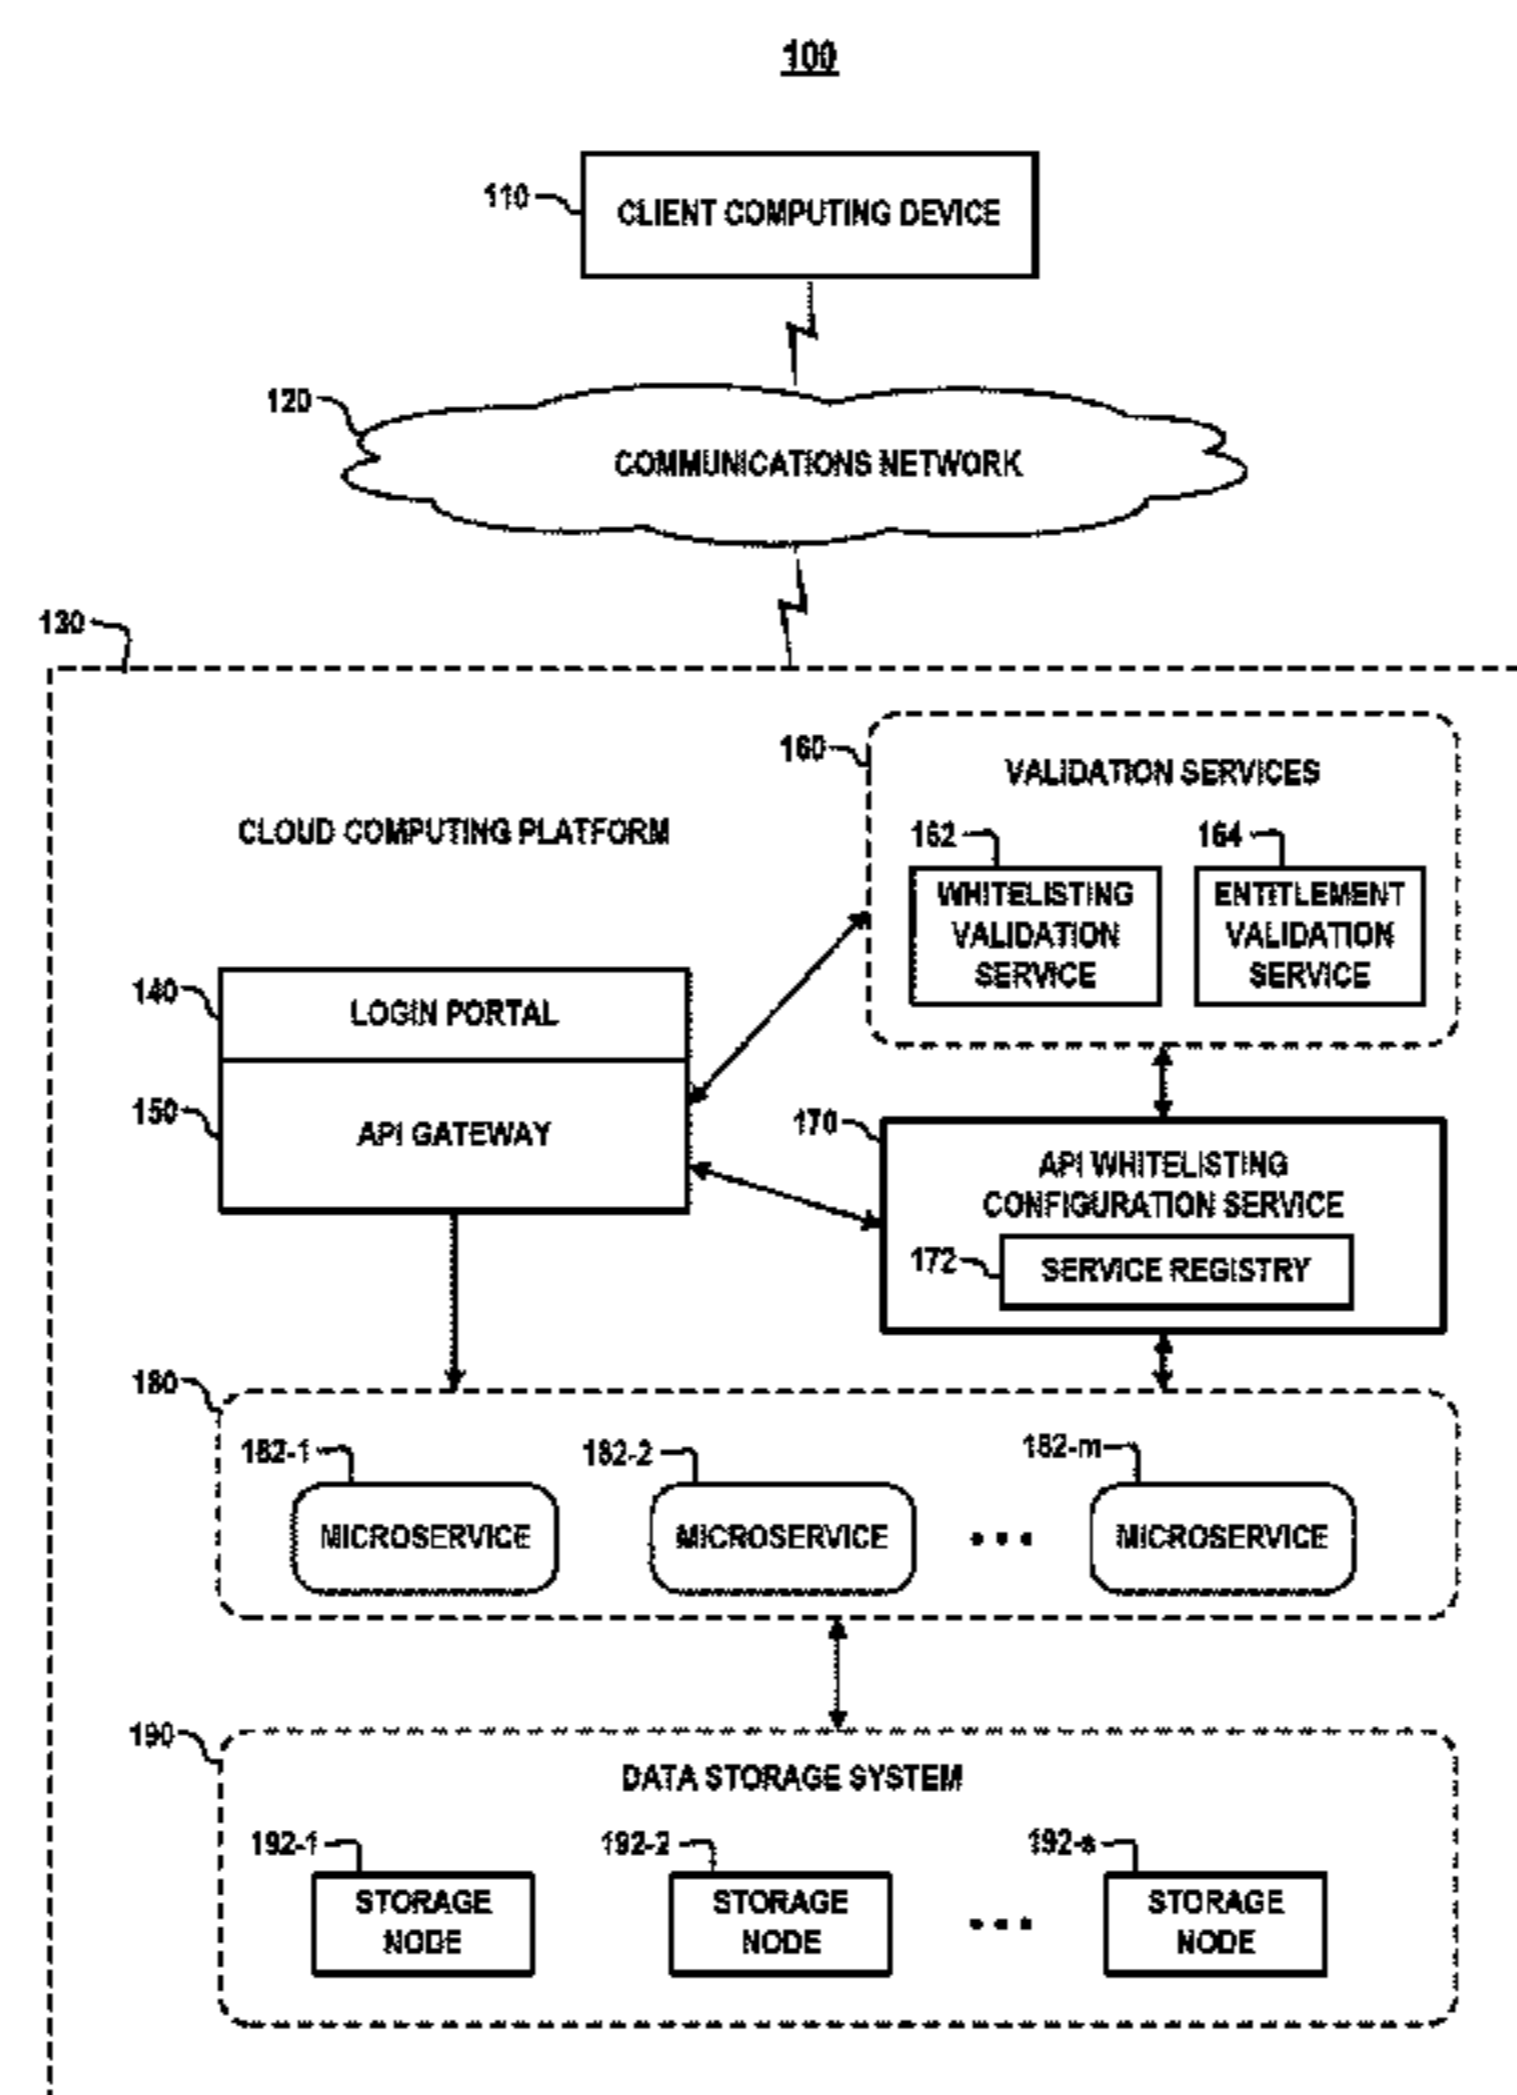 100
110
CLIENT COMPUTING DEVICE
120
COMMUNICATIONS NETWORK
130
160
VALIDATION SERVICES
CLOUD COMPUTING PLATFORM
162
164
WHITELISTING
VALIDATION
SERVICE
ENTITLEMENT
VALIDATION
SERVICE
140
LOGIN PORTAL
150
API GATEWAY
170
API WHITELISTING
CONFIGURATION SERVICE
172
SERVICE REGISTRY
180
182-1
182-2
182-m
MICROSERVICE
MICROSERVICE
• • •
MICROSERVICE
190
DATA STORAGE SYSTEM
192-1
192-2
192-s
STORAGE
NODE
STORAGE
NODE
• • •
STORAGE
NODE